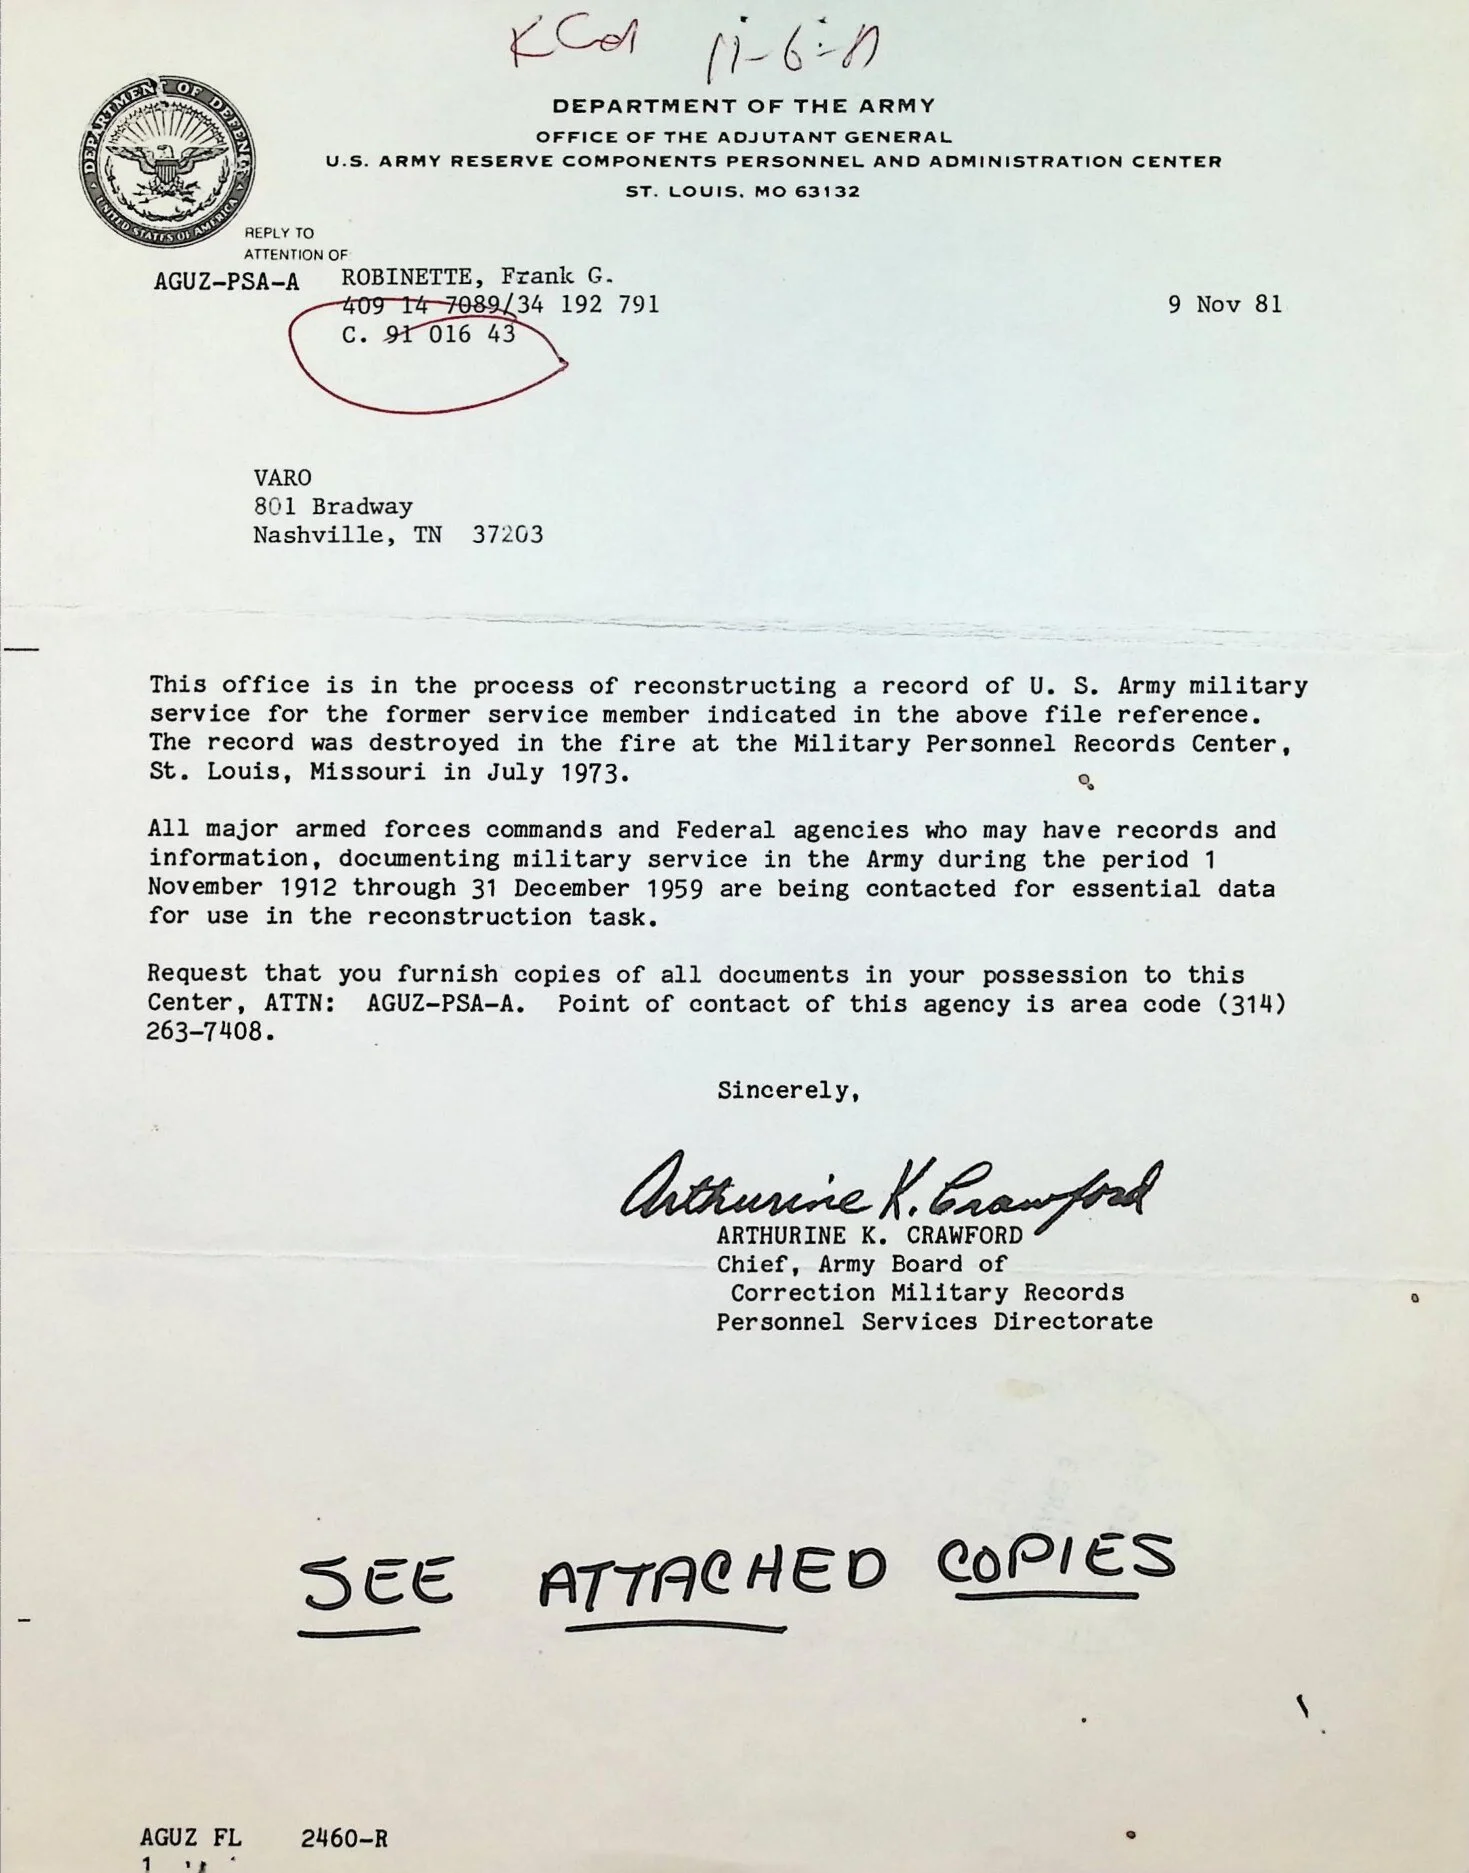 DEPARTMENT OF THE ARMY
OFFICE OF THE ADJUTANT GENERAL
U.S. ARMY RESERVE COMPONENTS PERSONNEL AND ADMINISTRATION CENTER
ST. LOUIS, MO 63132
DEPARTMENT OF DEFENSE
UNITED STATES OF AMERICA
REPLY TO
ATTENTION OF
AGUZ-PSA-A ROBINETTE, Frank G.
409 14 7089/34 192 791 9 Nov 81
C. 91 016 43
VARO
801 Bradway
Nashville, TN 37203
This office is in the process of reconstructing a record of U. S. Army military
service for the former service member indicated in the above file reference.
The record was destroyed in the fire at the Military Personnel Records Center,
St. Louis, Missouri in July 1973.
All major armed forces commands and Federal agencies who may have records and
information, documenting military service in the Army during the period 1
November 1912 through 31 December 1959 are being contacted for essential data
for use in the reconstruction task.
Request that you furnish copies of all documents in your possession to this
Center, ATTN: AGUZ-PSA-A. Point of contact of this agency is area code (314)
263-7408.
Sincerely,
Arthurine K. Crawford
ARTHURINE K. CRAWFORD
Chief, Army Board of
Correction Military Records
Personnel Services Directorate
SEE ATTACHED COPIES
AGUZ FL 2460-R
1